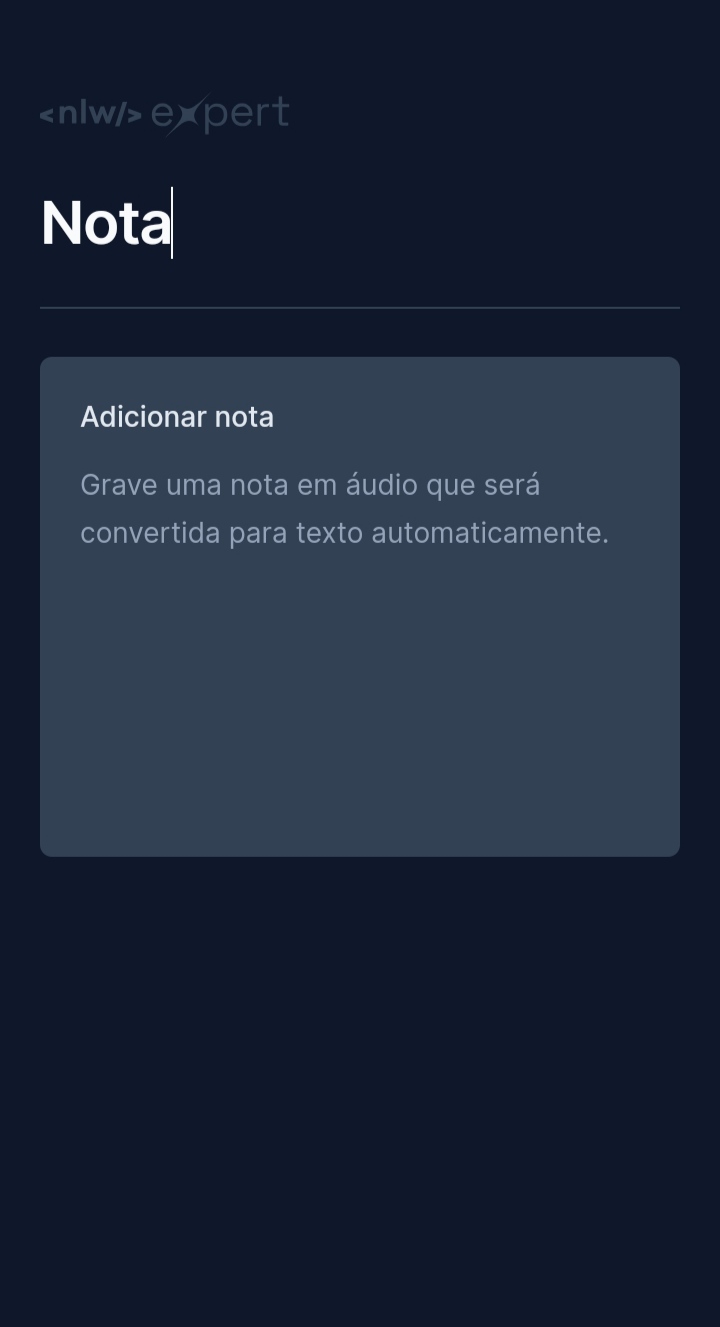 <nlw/> expert
Nota
Adicionar nota
Grave uma nota em áudio que será
convertida para texto automaticamente.